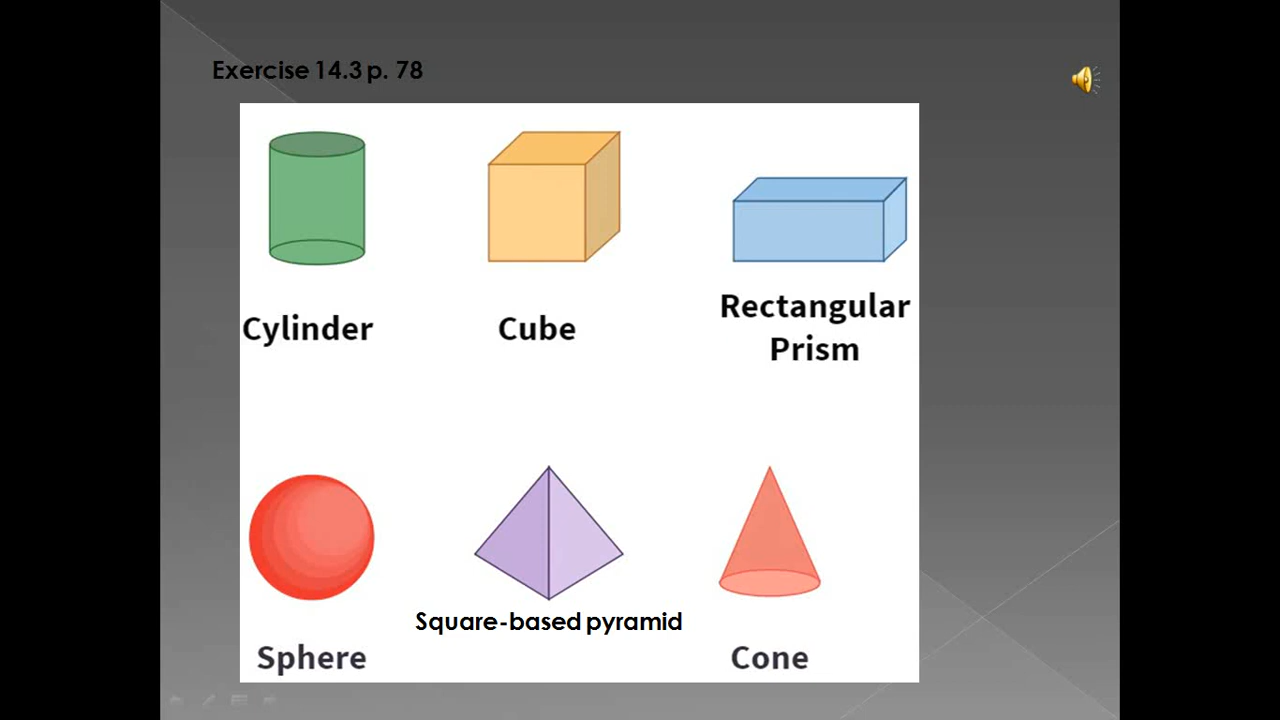 Exercise 14.3 p. 78
Cylinder
Cube
Rectangular
Prism
Square-based pyramid
Sphere
Cone